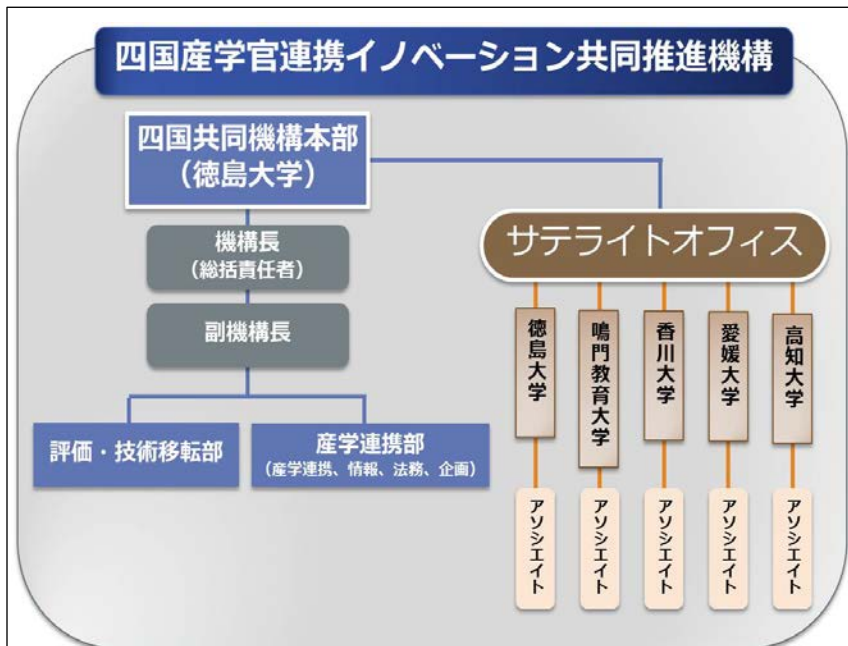 四国産学官連携イノベーション共同推進機構
四国共同機構本部
（徳島大学）
機構長
（総括責任者）
副機構長
評価・技術移転部
産学連携部
（産学連携、情報、法務、企画）
サテライトオフィス
徳島大学
鳴門教育大学
香川大学
愛媛大学
高知大学
アソシエイト
アソシエイト
アソシエイト
アソシエイト
アソシエイト